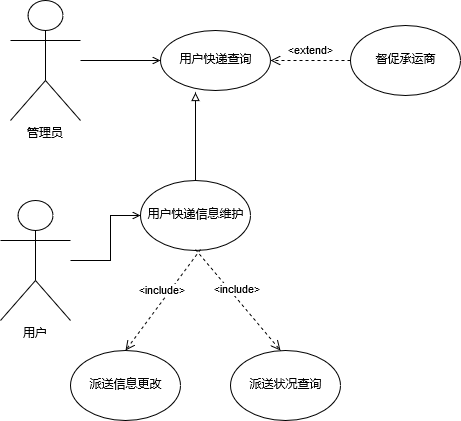 用户快递查询
<extend>
督促承运商
管理员
用户快递信息维护
用户
<include>
<include>
派送信息更改
派送状况查询